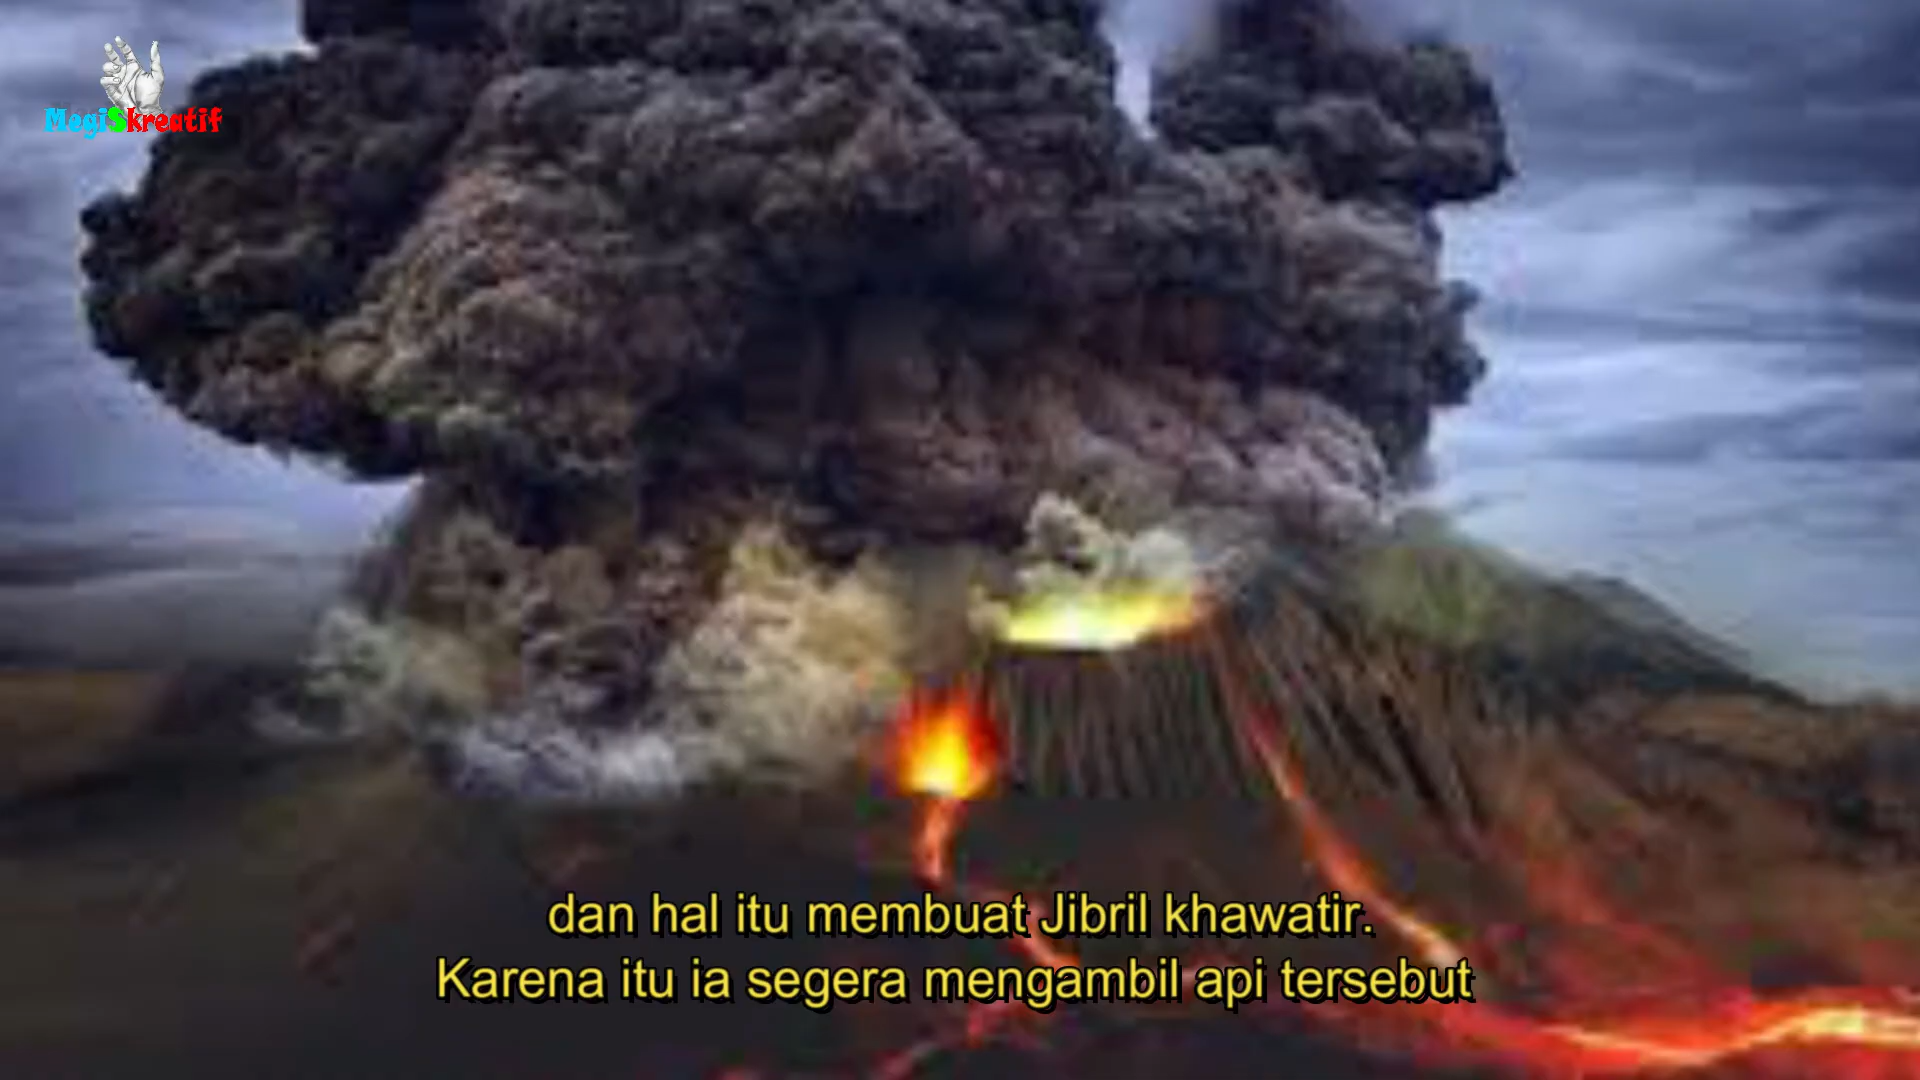 MegiSkreatif
dan hal itu membuat Jibril khawatir.
Karena itu ia segera mengambil api tersebut